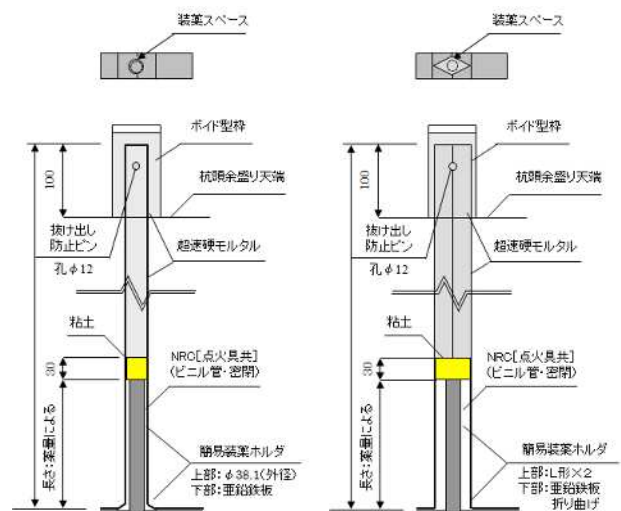 装薬スペース
ボイド型枠
100
杭頭余盛り天端
抜け出し
防止ピン
孔φ12
超速硬モルタル
粘土
30
NRC[点火具共]
(ビニル管・密閉)
長さ:薬量による
簡易装薬ホルダ
上部:φ38.1(外径)
下部:亜鉛鉄板
装薬スペース
ボイド型枠
100
杭頭余盛り天端
抜け出し
防止ピン
孔φ12
超速硬モルタル
粘土
30
NRC[点火具共]
(ビニル管・密閉)
長さ:薬量による
簡易装薬ホルダ
上部:L形×2
下部:亜鉛鉄板
折り曲げ